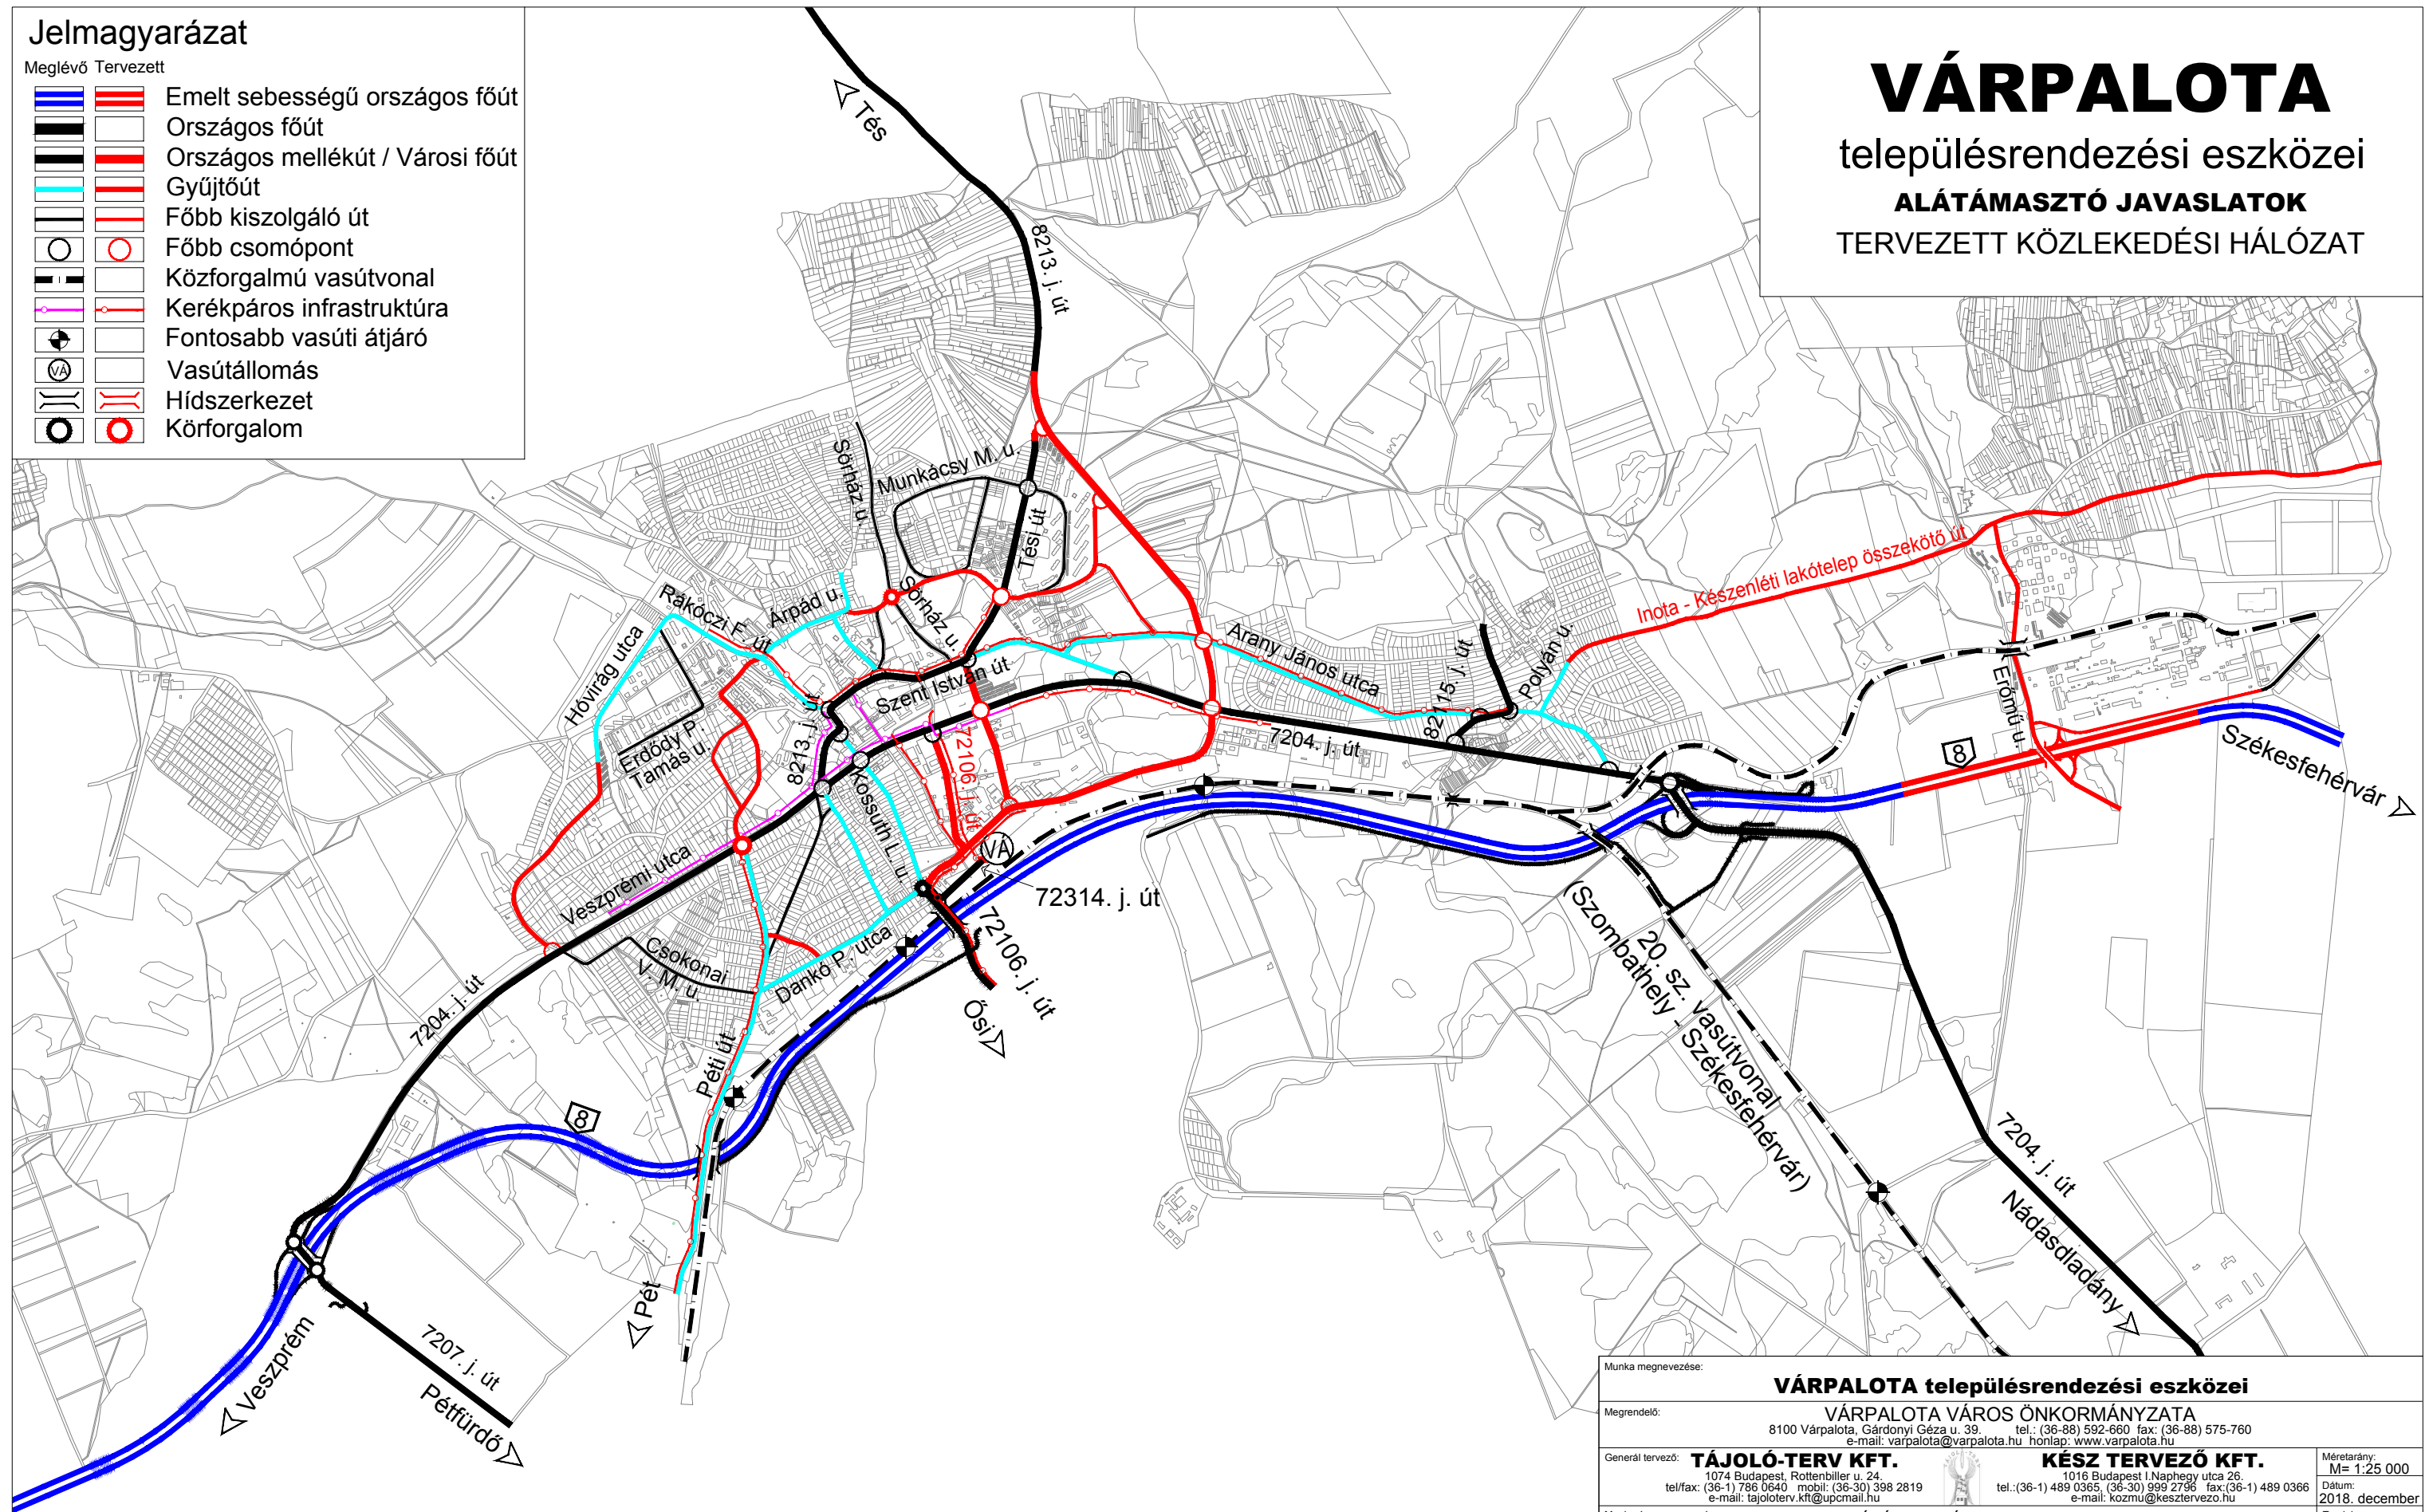 Jelmagyarázat
Meglévő Tervezett
Emelt sebességű országos főút
Országos főút
Országos mellékút / Városi főút
Gyűjtőút
Főbb kiszolgáló út
Főbb csomópont
Közforgalmú vasútvonal
Kerékpáros infrastruktúra
Fontosabb vasúti átjáró
VÁ Vasútállomás
Hídszerkezet
Körforgalom
VÁRPALOTA
településrendezési eszközei
ALÁTÁMASZTÓ JAVASLATOK
TERVEZETT KÖZLEKEDÉSI HÁLÓZAT
Tés
8213. j. út
Sörház u.
Munkácsy M. u.
Tési út
Sörház u.
Árpád u.
Rákóczi F. út
Hóvirág utca
Erdődy P.
Tamás u.
8213. j. út
Szent István út
Arany János utca
82115. j. út
Polyán u.
Inota - Készenléti lakótelep összekötő út
Erőmű u.
8
Székesfehérvár
7204. j. út
72106. j. út
Kossuth L. u.
VÁ
72314. j. út
72106. j. út
Ősi
Veszprémi utca
Csokonai
V. M. u
Dankó P. utca
Péti út
7204. j. út
8
Pét
Veszprém
7207. j. út
Pétfürdő
20. sz. vasútvonal
(Szombathely - Székesfehérvár)
7204. j. út
Nádasdladány
Munka megnevezése:
VÁRPALOTA településrendezési eszközei
Megrendelő:
VÁRPALOTA VÁROS ÖNKORMÁNYZATA
8100 Várpalota, Gárdonyi Géza u. 39. tel.: (36-88) 592-660 fax: (36-88) 575-760
e-mail: varpalota@varpalota.hu honlap: www.varpalota.hu
Generál tervező: TÁJOLÓ-TERV KFT.
1074 Budapest, Rottenbiller u. 24.
tel/fax: (36-1) 786 0640 mobil: (36-30) 398 2819
e-mail: tajoloterv.kft@upcmail.hu
KÉSZ TERVEZŐ KFT.
1016 Budapest I.Naphegy utca 26.
tel.:(36-1) 489 0365, (36-30) 999 2796 fax:(36-1) 489 0366
e-mail: kozmu@kesztervezo.hu
Méretarány:
M= 1:25 000
Dátum:
2018. december